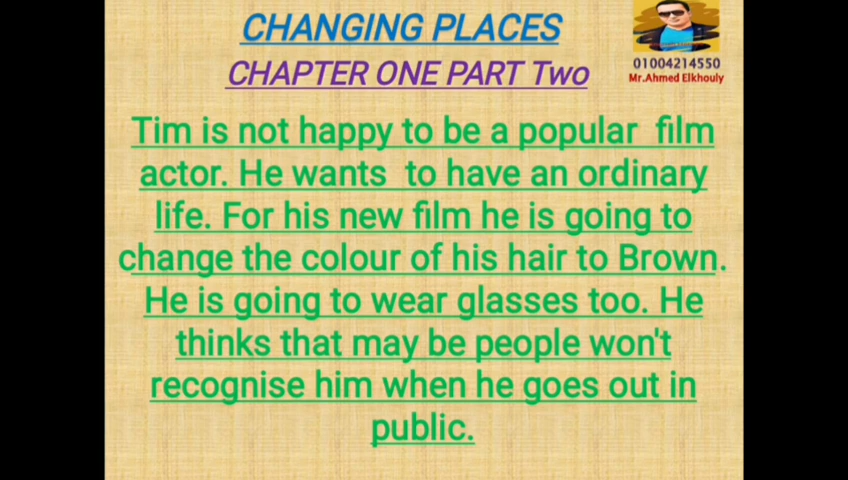 CHANGING PLACES
CHAPTER ONE PART Two
01004214550
Mr.Ahmed Elkhouly
Tim is not happy to be a popular film
actor. He wants to have an ordinary
life. For his new film he is going to
change the colour of his hair to Brown.
He is going to wear glasses too. He
thinks that may be people won't
recognise him when he goes out in
public.